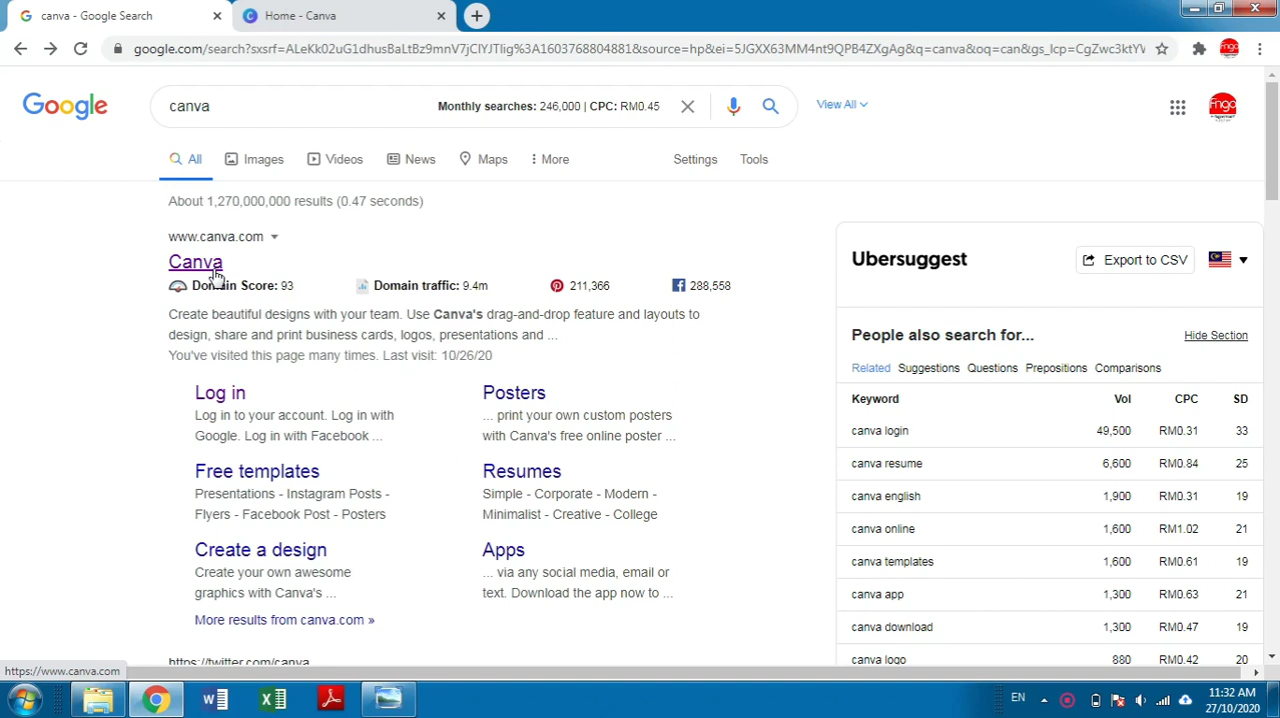 canva - Google Search
Home - Canva
google.com/search?sxsrf=ALeKk02uG1dhusBaLtBz9mnV7jCIYJTlig%3A1603768804881&source=hp&ei=5JGXX63MM4nt9QPB4ZXgAg&q=canva&oq=can&gs_lcp=CgZwc3ktYV
Google
canva
Monthly searches: 246,000 | CPC: RM0.45
View All
Fngo
All
Images
Videos
News
Maps
More
Settings
Tools
About 1,270,000,000 results (0.47 seconds)
www.canva.com
Canva
Domain Score: 93
Domain traffic: 9.4m
211,366
288,558
Create beautiful designs with your team. Use Canva's drag-and-drop feature and layouts to
design, share and print business cards, logos, presentations and ...
You've visited this page many times. Last visit: 10/26/20
Log in
Log in to your account. Log in with
Google. Log in with Facebook ...
Posters
... print your own custom posters
with Canva's free online poster ...
Free templates
Presentations - Instagram Posts -
Flyers - Facebook Post - Posters
Resumes
Simple - Corporate - Modern -
Minimalist - Creative - College
Create a design
Create your own awesome
graphics with Canva's ...
Apps
... via any social media, email or
text. Download the app now to ...
More results from canva.com »
https://twitter.com/canva
Ubersuggest
Export to CSV
People also search for...
Hide Section
Related Suggestions Questions Prepositions Comparisons
Keyword Vol CPC SD
canva login 49,500 RM0.31 33
canva resume 6,600 RM0.84 25
canva english 1,900 RM0.31 19
canva online 1,600 RM1.02 21
canva templates 1,600 RM0.61 19
canva app 1,300 RM0.63 21
canva download 1,300 RM0.47 19
canva logo 880 RM0.42 20
https://www.canva.com
EN
11:32 AM
27/10/2020